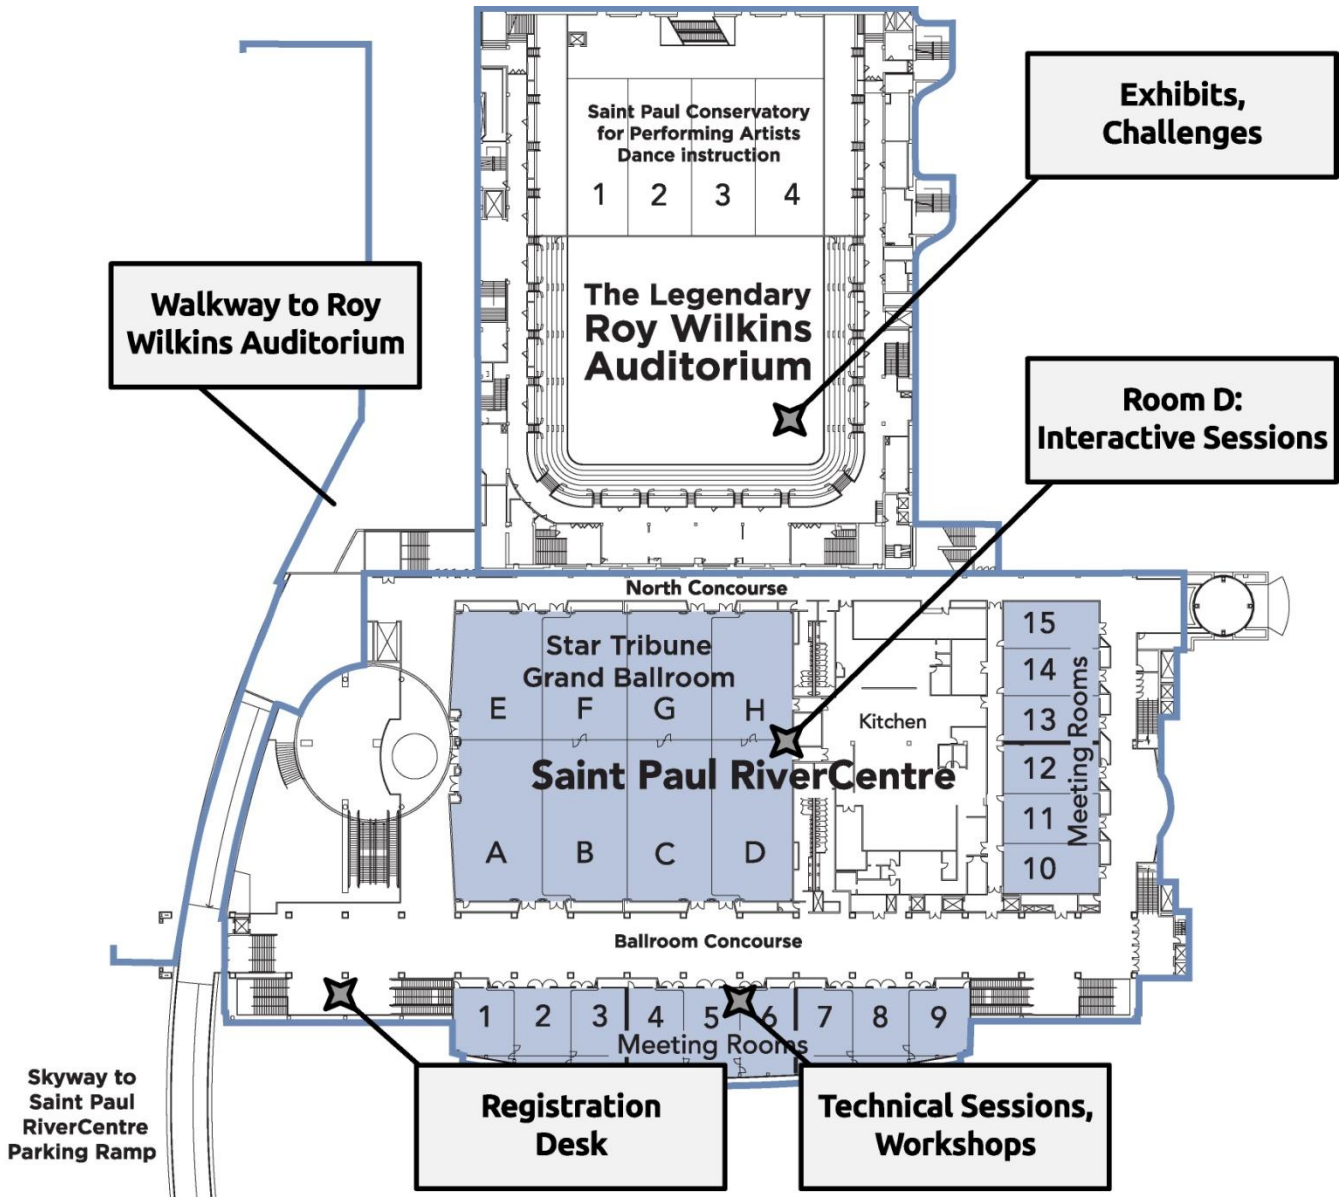 Exhibits,
Challenges
Saint Paul Conservatory
for Performing Artists
Dance instruction
1 2 3 4
The Legendary
Roy Wilkins
Auditorium
Walkway to Roy
Wilkins Auditorium
Room D:
Interactive Sessions
North Concourse
Star Tribune
Grand Ballroom
E F G H
Saint Paul RiverCentre
A B C D
Kitchen
15
14
13
12
11
10
Meeting Rooms
Ballroom Concourse
1 2 3 4 5 6 7 8 9
Meeting Rooms
Registration
Desk
Technical Sessions,
Workshops
Skyway to
Saint Paul
RiverCentre
Parking Ramp